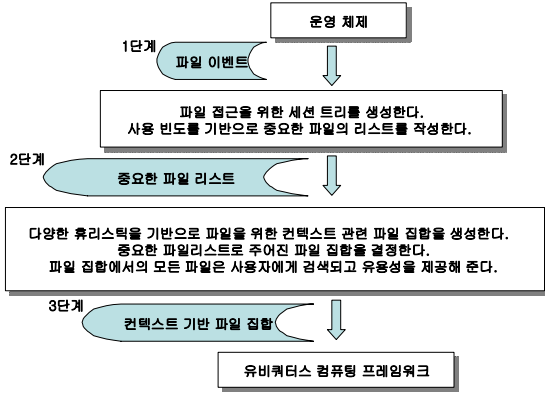 운영 체제
1단계
파일 이벤트
파일 접근을 위한 세션 트리를 생성한다.
사용 빈도를 기반으로 중요한 파일의 리스트를 작성한다.
2단계
중요한 파일 리스트
다양한 휴리스틱을 기반으로 파일을 위한 컨텍스트 관련 파일 집합을 생성한다.
중요한 파일리스트로 주어진 파일 집합을 결정한다.
파일 집합에서의 모든 파일은 사용자에게 검색되고 유용성을 제공해 준다.
3단계
컨텍스트 기반 파일 집합
유비쿼터스 컴퓨팅 프레임워크